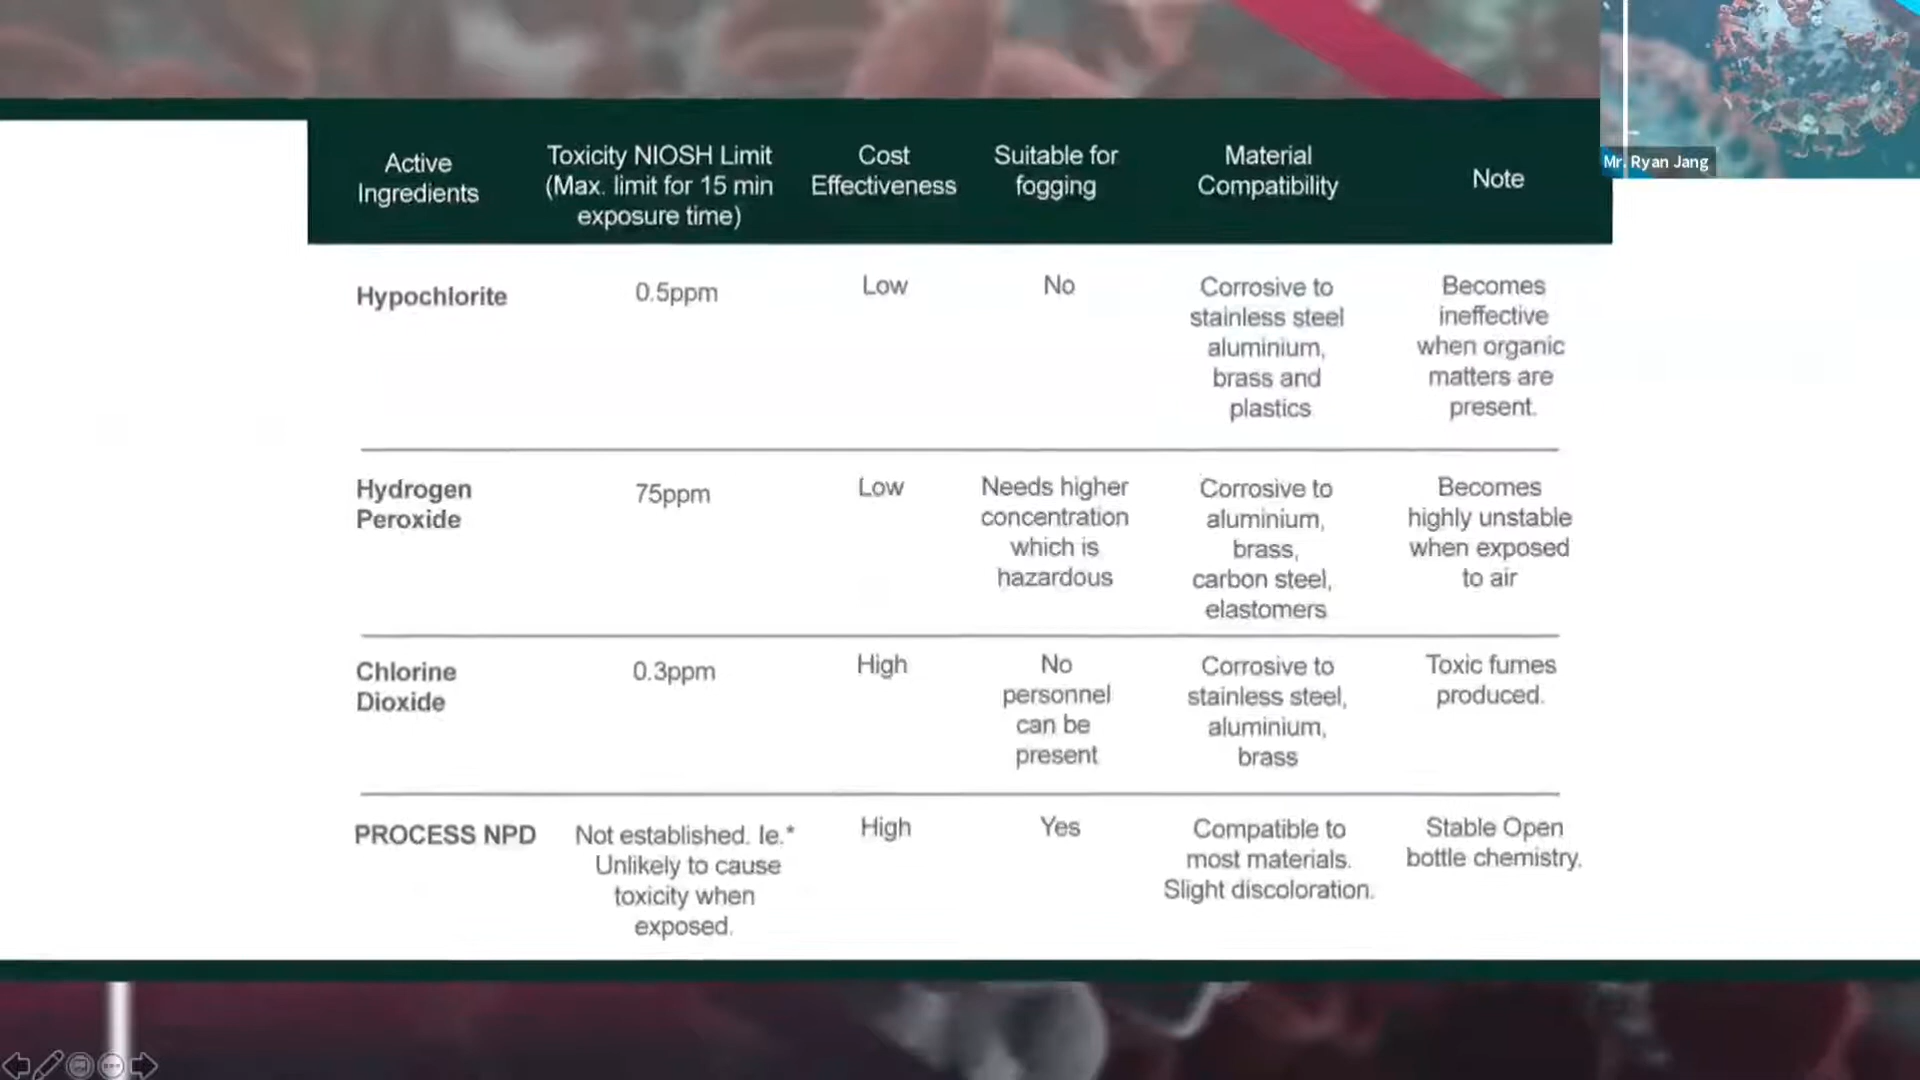 Mr. Ryan Jang
Active
Ingredients
Toxicity NIOSH Limit
(Max. limit for 15 min
exposure time)
Cost
Effectiveness
Suitable for
fogging
Material
Compatibility
Note
Hypochlorite
0.5ppm
Low
No
Corrosive to
stainless steel
aluminium,
brass and
plastics
Becomes
ineffective
when organic
matters are
present.
Hydrogen
Peroxide
75ppm
Low
Needs higher
concentration
which is
hazardous
Corrosive to
aluminium,
brass,
carbon steel,
elastomers
Becomes
highly unstable
when exposed
to air
Chlorine
Dioxide
0.3ppm
High
No
personnel
can be
present
Corrosive to
stainless steel,
aluminium,
brass
Toxic fumes
produced.
PROCESS NPD
Not established. Ie.*
Unlikely to cause
toxicity when
exposed.
High
Yes
Compatible to
most materials.
Slight discoloration.
Stable Open
bottle chemistry.